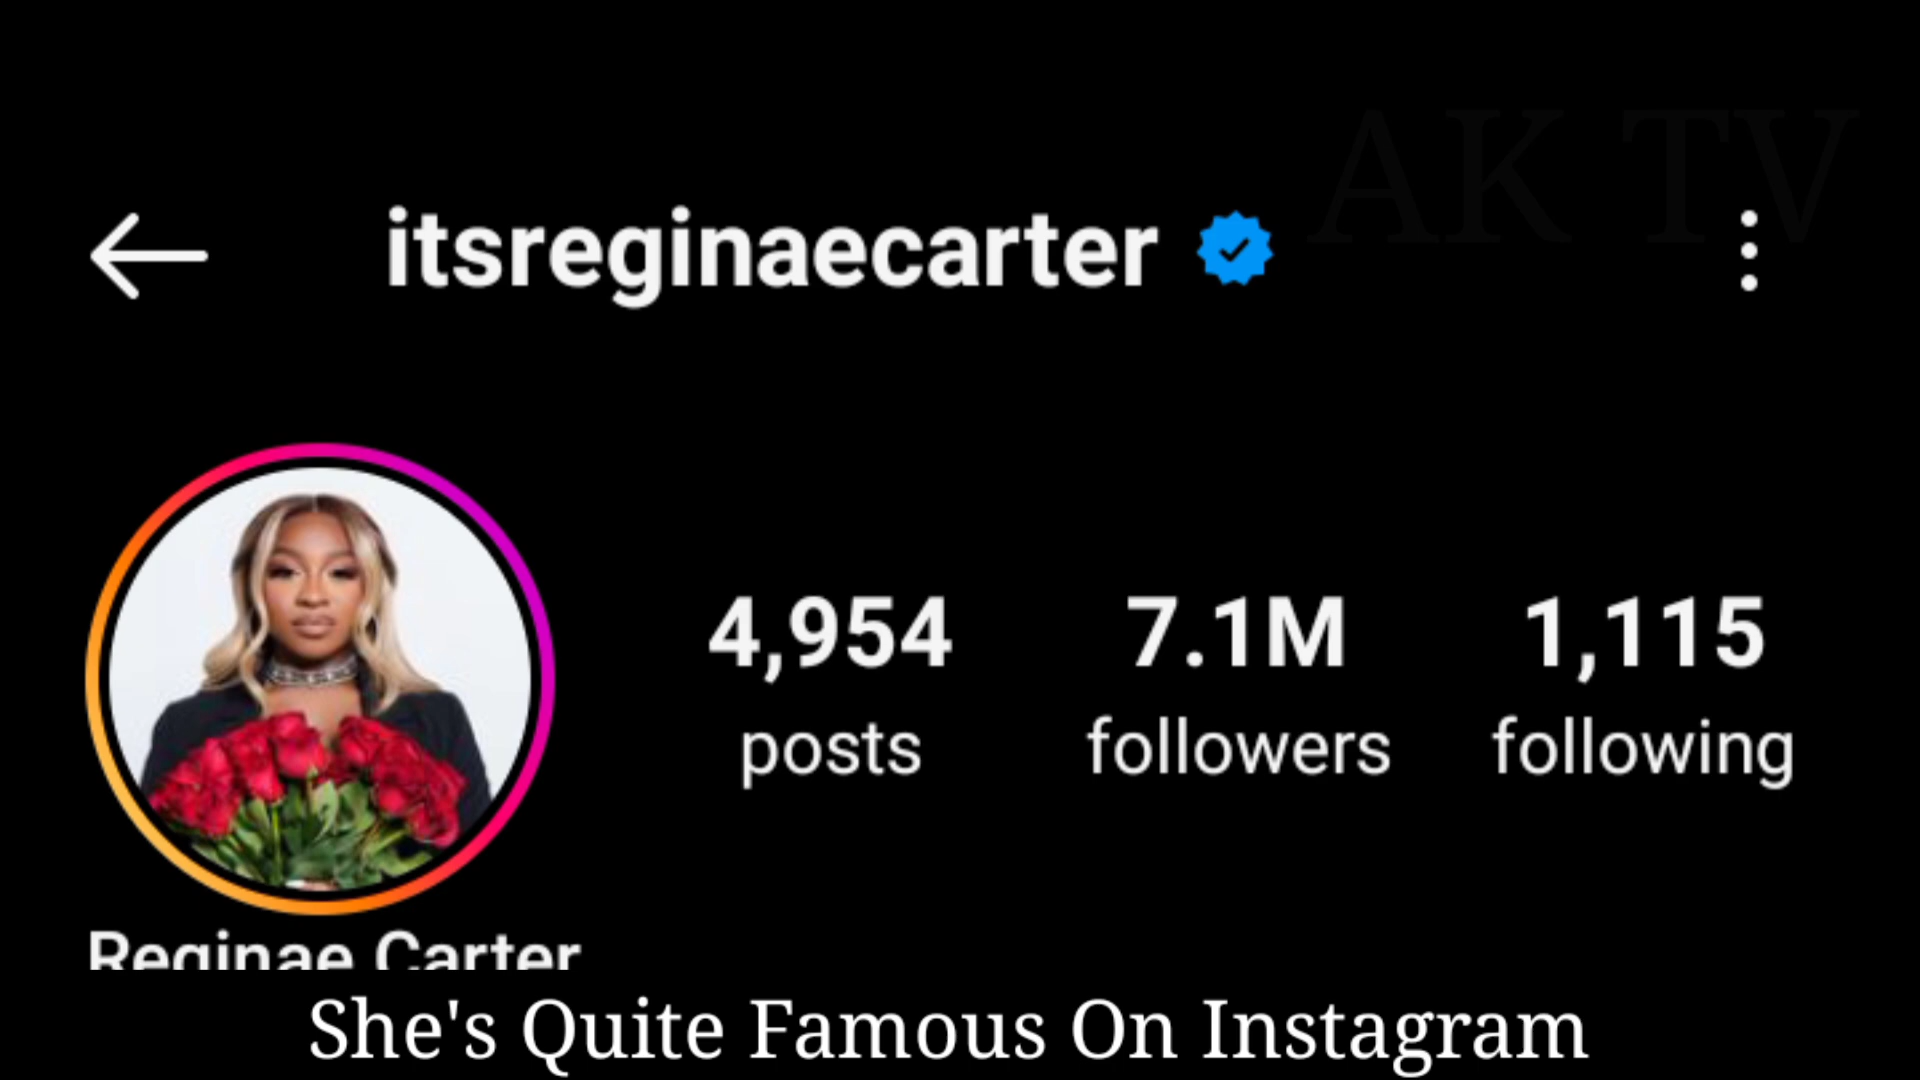 AK TV
itsreginaecarter
4,954 7.1M 1,115
posts followers following
Reginae Carter
She's Quite Famous On Instagram